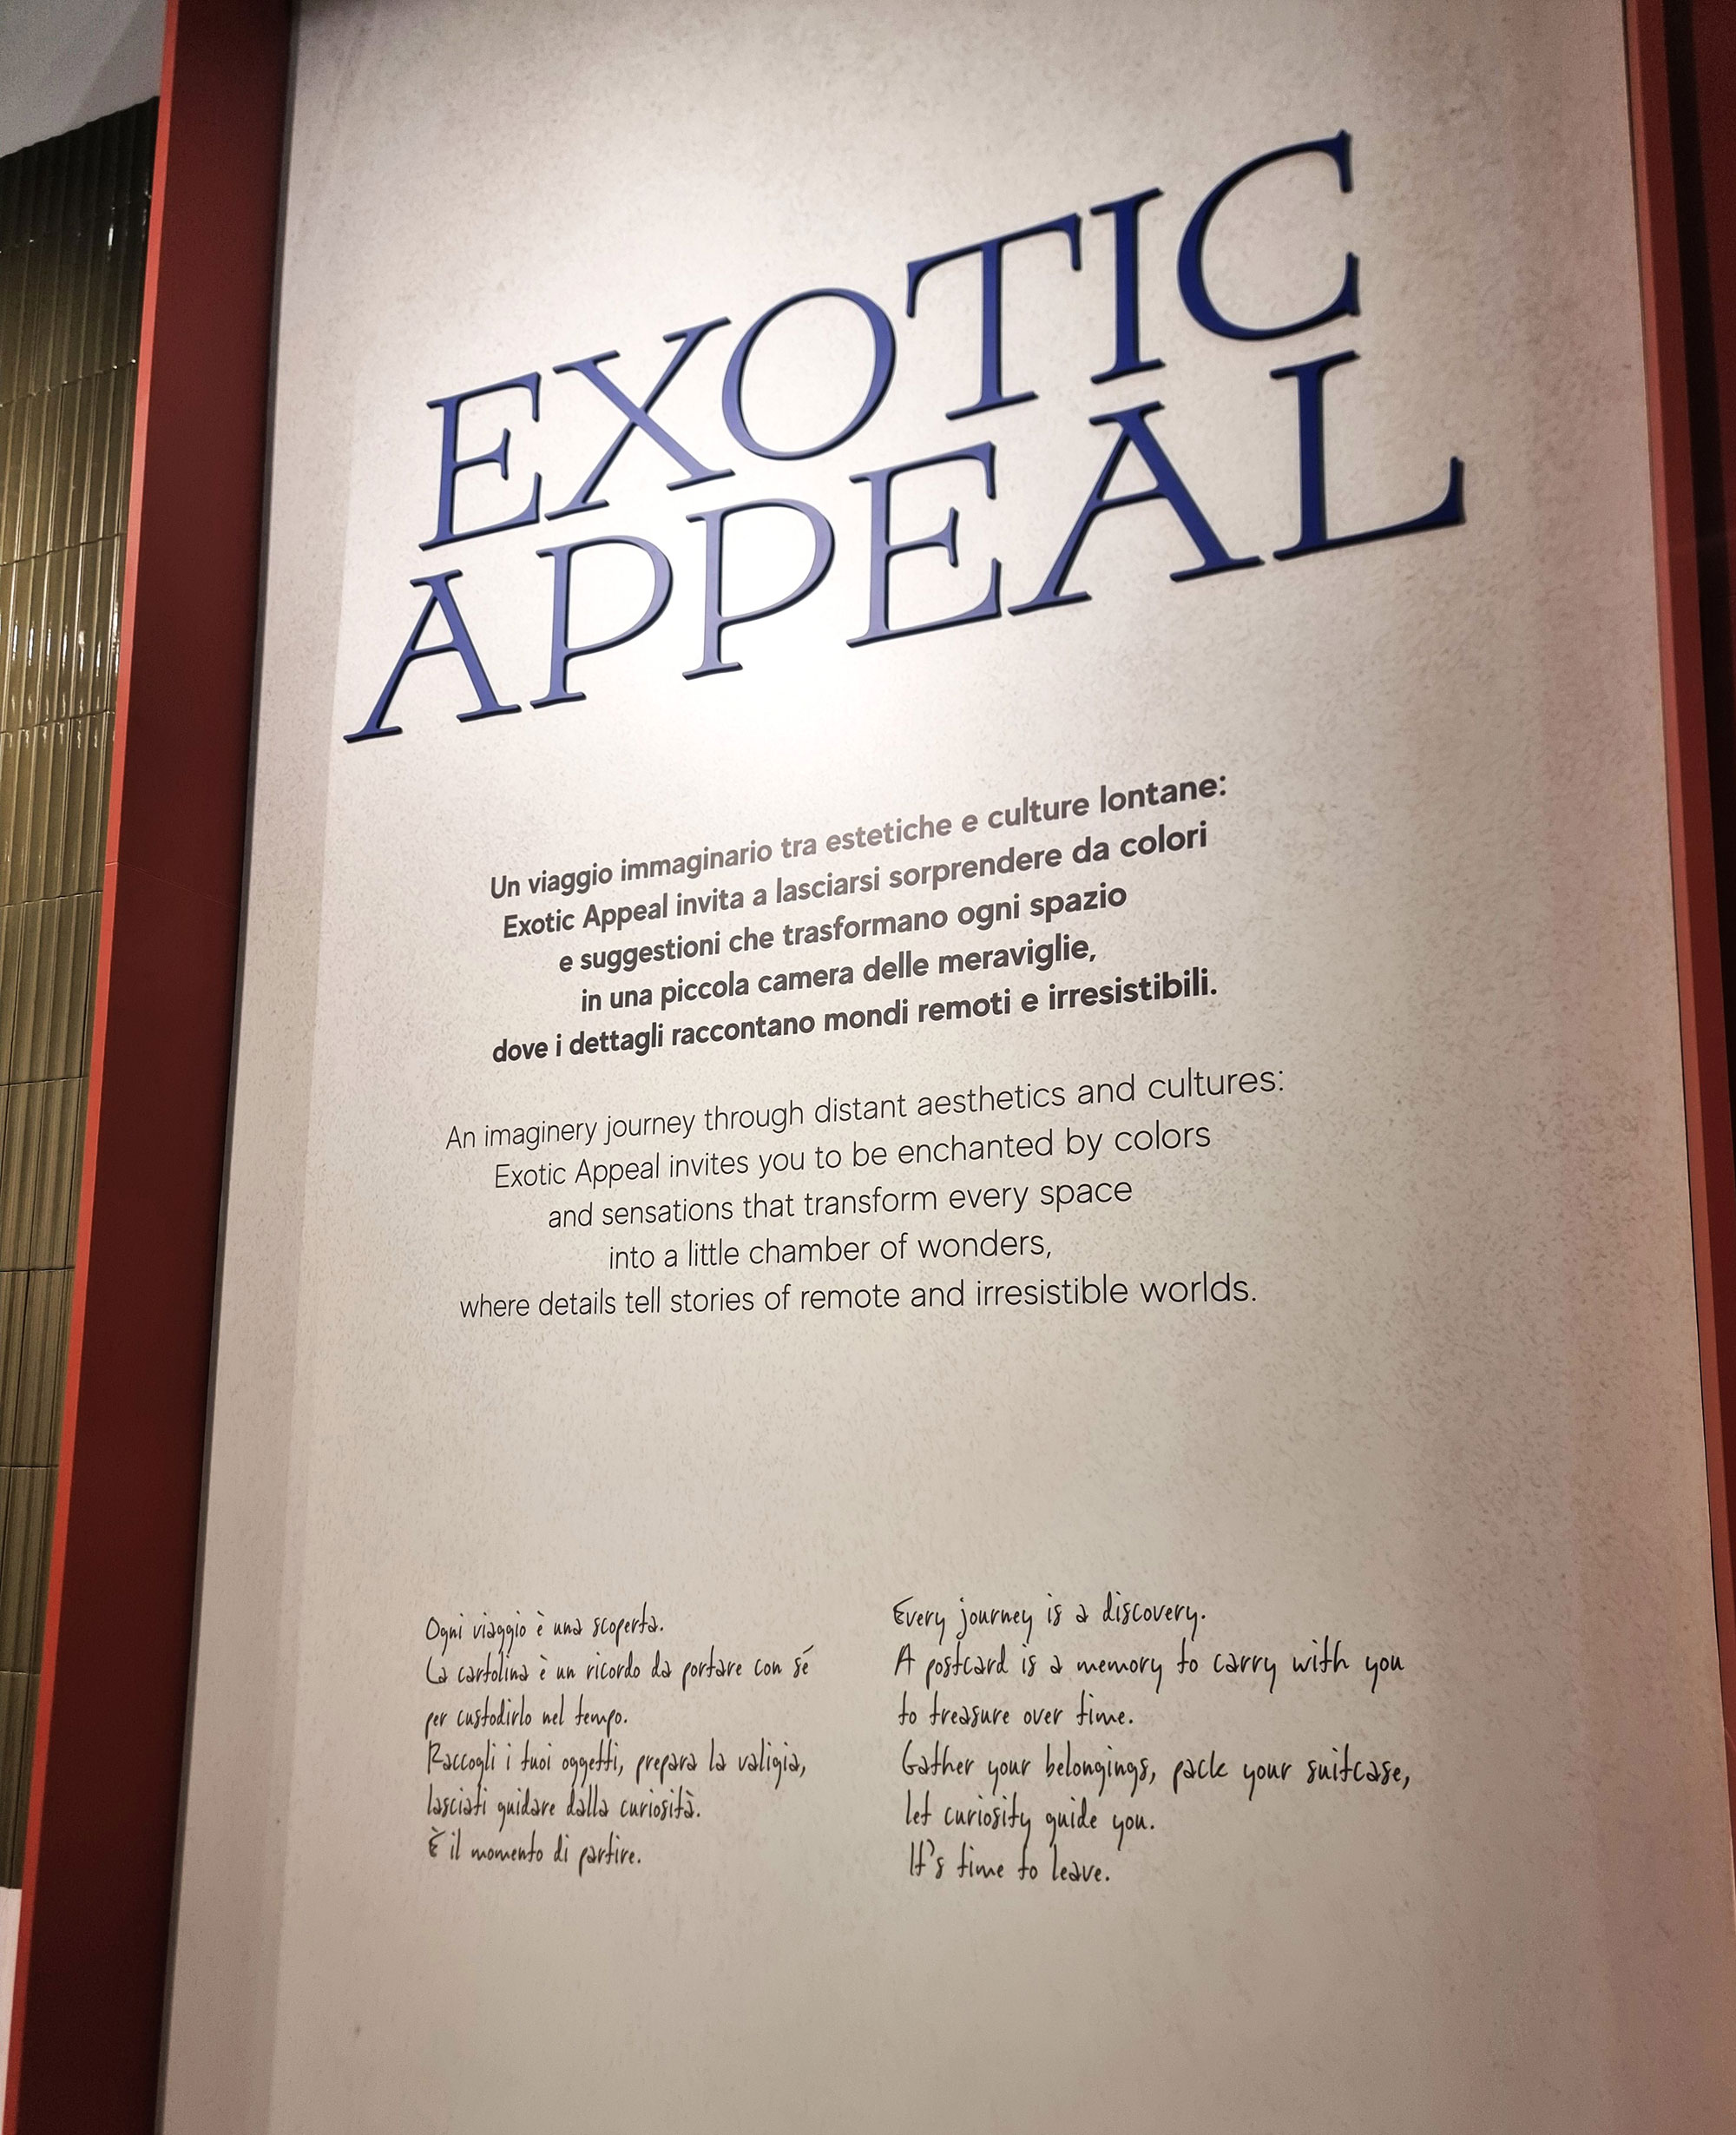 EXOTIC
APPEAL
Un viaggio immaginario tra estetiche e culture lontane:
Exotic Appeal invita a lasciarsi sorprendere da colori
e suggestioni che trasformano ogni spazio
in una piccola camera delle meraviglie,
dove i dettagli raccontano mondi remoti e irresistibili.
An imaginery journey through distant aesthetics and cultures:
Exotic Appeal invites you to be enchanted by colors
and sensations that transform every space
into a little chamber of wonders,
where details tell stories of remote and irresistible worlds.
Ogni viaggio è una scoperta.
La cartolina è un ricordo da portare con sé
per custodirlo nel tempo.
Raccogli i tuoi oggetti, prepara la valigia,
lasciati guidare dalla curiosità.
È il momento di partire.
Every journey is a discovery.
A postcard is a memory to carry with you
to treasure over time.
Gather your belongings, pack your suitcase,
let curiosity guide you.
It's time to leave.